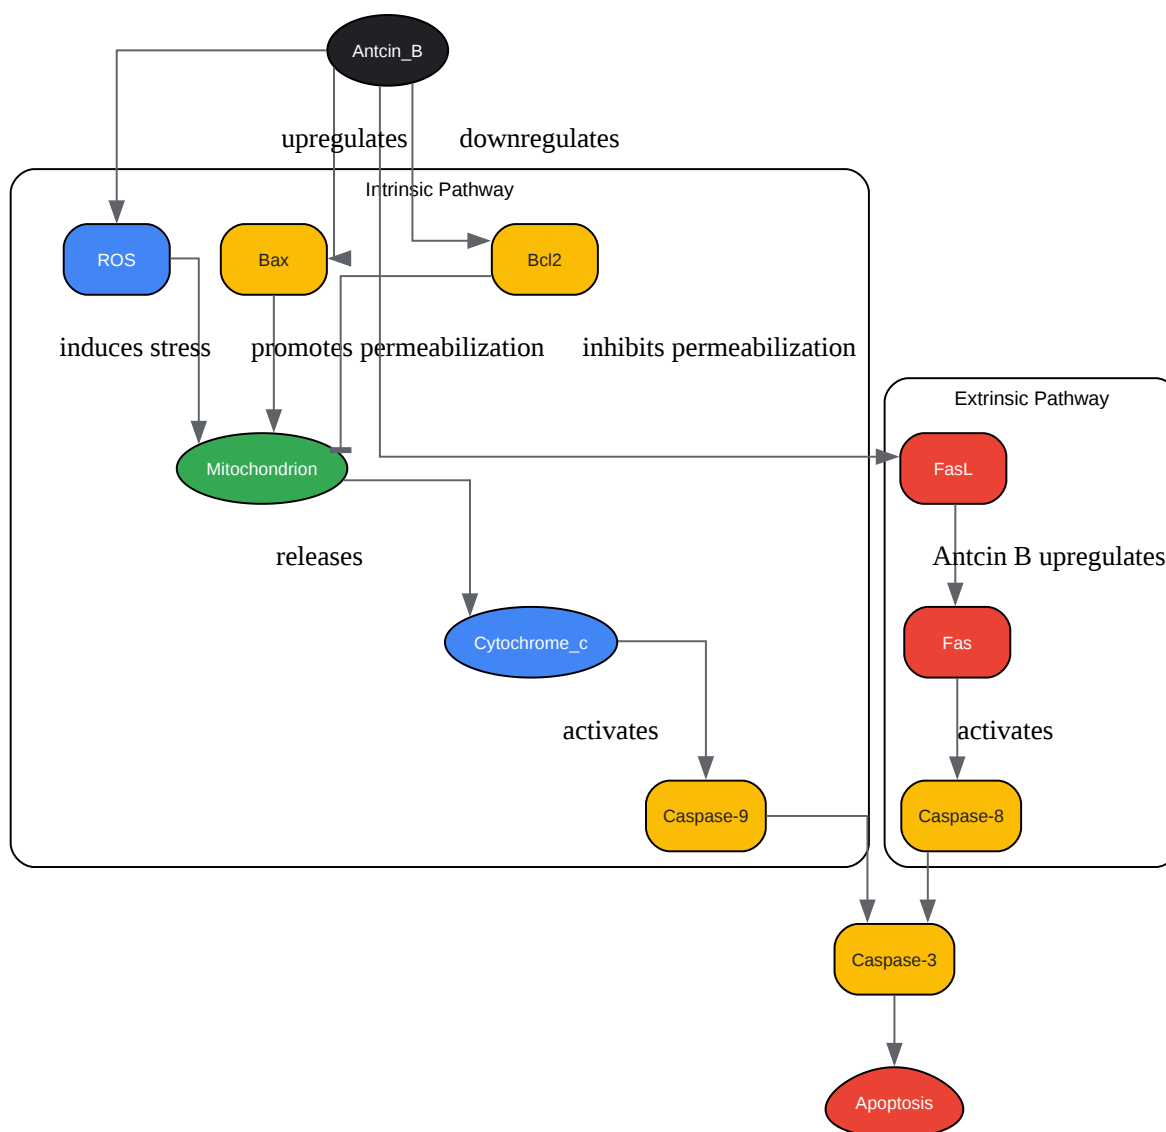 Antcin_B
upregulates
downregulates
Intrinsic Pathway
ROS
Bax
Bcl2
induces stress
promotes permeabilization
inhibits permeabilization
Extrinsic Pathway
Mitochondrion
FasL
releases
Antcin B upregulates
Cytochrome_c
Fas
activates
activates
Caspase-9
Caspase-8
Caspase-3
Apoptosis